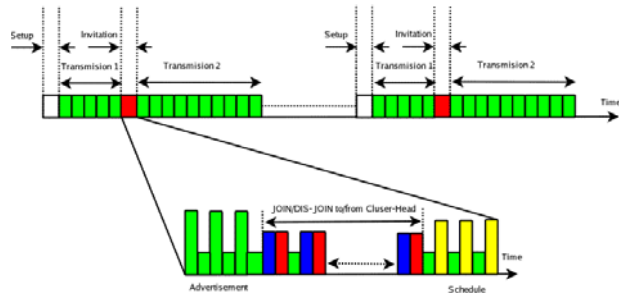 Setup Invitation Setup Invitation
Transmision 1 Transmision 2 Transmision 1 Transmision 2
Time
JOIN/DIS- JOIN to/from Cluser-Head
Time
Advertisement Schedule